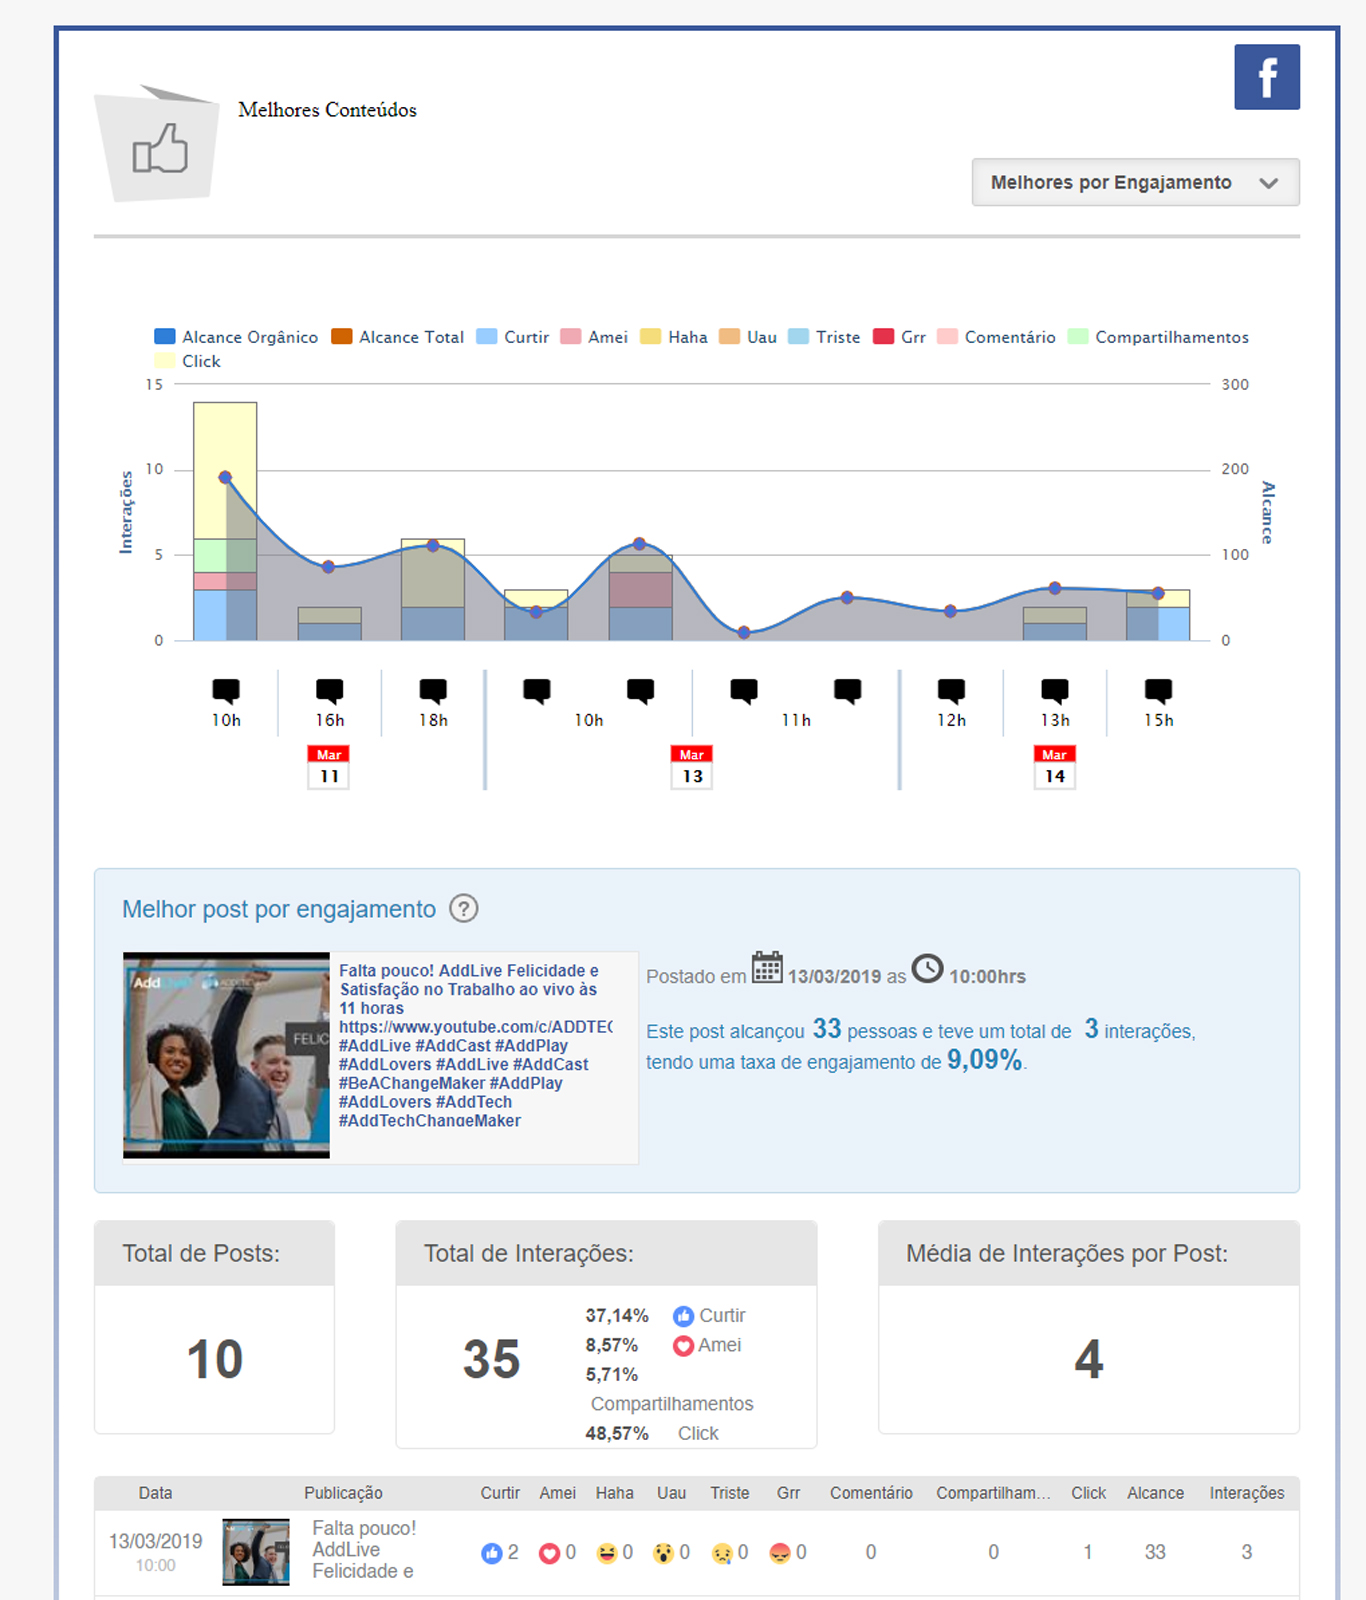 f
Melhores Conteúdos
Melhores por Engajamento
Alcance Orgânico Alcance Total Curtir Amei Haha Uau Triste Grr Comentário Compartilhamentos
Click
15 300
10 200
5 100
0 0
Interações
Alcance
10h 16h 18h 10h 11h 12h 13h 15h
Mar Mar Mar
11 13 14
Melhor post por engajamento ?
Falta pouco! AddLive Felicidade e
Satisfação no Trabalho ao vivo às
11 horas
https://www.youtube.com/c/ADDTEC
#AddLive #AddCast #AddPlay
#AddLovers #AddLive #AddCast
#BeAChangeMaker #AddPlay
#AddLovers #AddTech
#AddTechChangeMaker
Add
FELIC
Postado em 13/03/2019 as 10:00hrs
Este post alcançou 33 pessoas e teve um total de 3 interações,
tendo uma taxa de engajamento de 9,09%.
Total de Posts:
10
Total de Interações:
35
37,14% Curtir
8,57% Amei
5,71%
Compartilhamentos
48,57% Click
Média de Interações por Post:
4
Data Publicação Curtir Amei Haha Uau Triste Grr Comentário Compartilham... Click Alcance Interações
13/03/2019
10:00
Falta pouco!
AddLive
Felicidade e
2 0 0 0 0 0 0 0 1 33 3